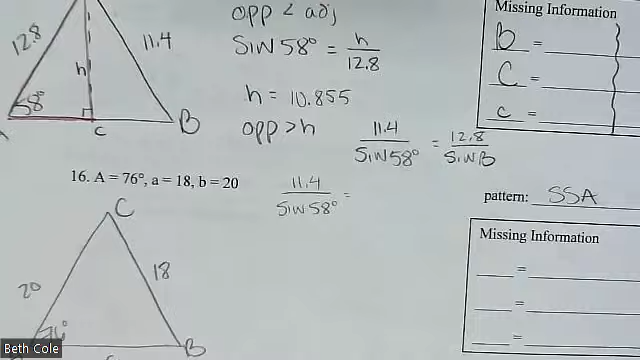 opp < adj
Missing Information
12.8
11.4
Sin 58° = h / 12.8
B =
h
h = 10.855
C =
58°
c =
c
B
opp > h
11.4 / Sin 58° = 12.8 / Sin B
16. A = 76°, a = 18, b = 20
11.4 / Sin 58° =
pattern: SSA
C
Missing Information
20
18
=
=
76°
B
=
Beth Cole